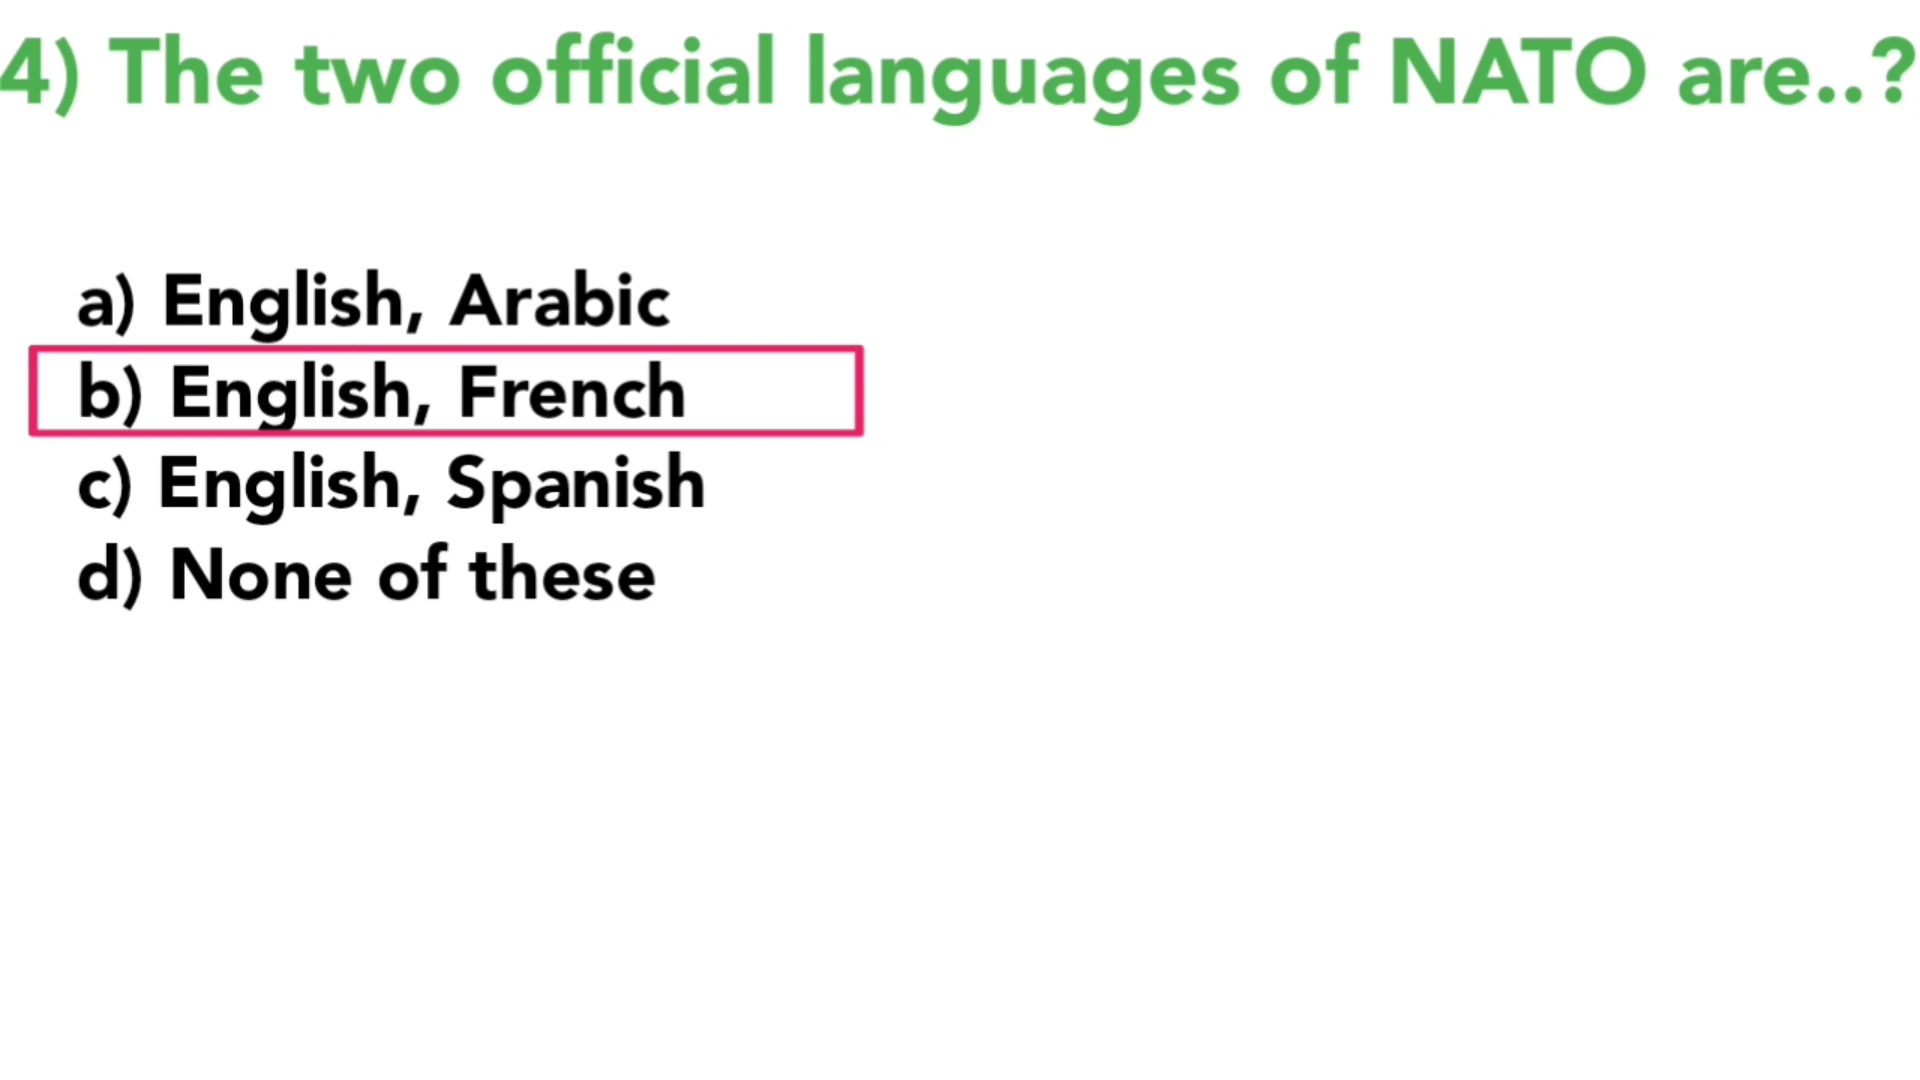 4) The two official languages of NATO are..?
a) English, Arabic
b) English, French
c) English, Spanish
d) None of these